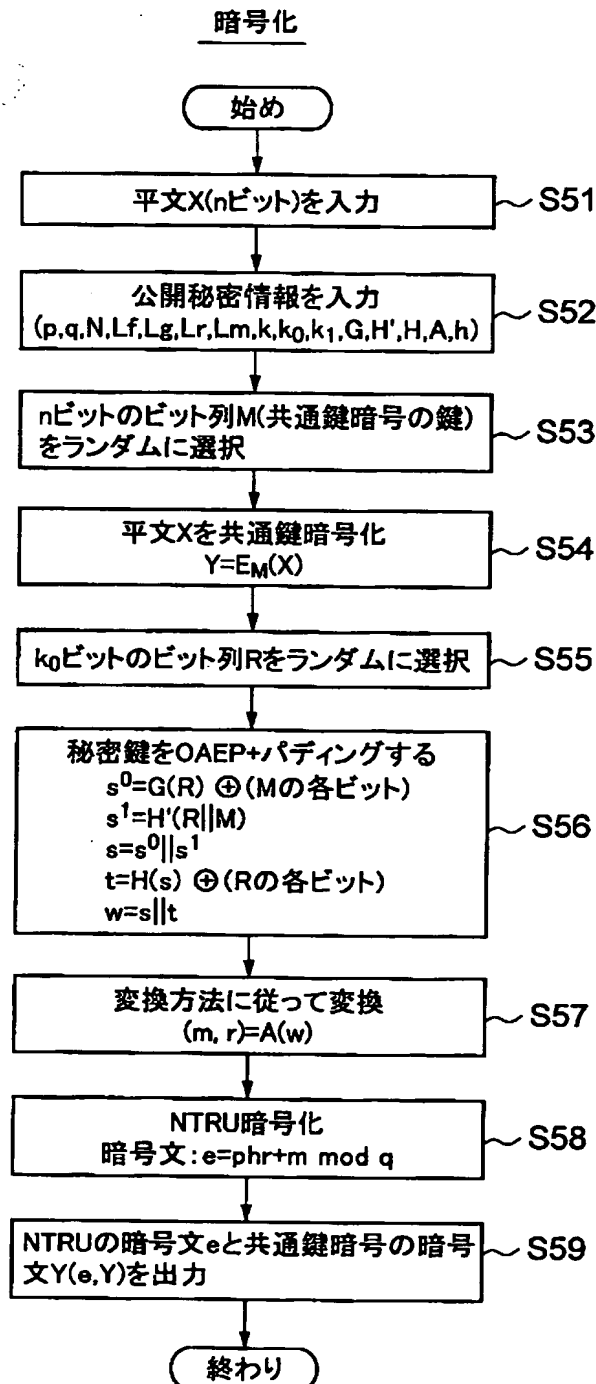 暗号化
始め
平文X(nビット)を入力
S51
公開秘密情報を入力
(p,q,N,Lf,Lg,Lr,Lm,k,k₀,k₁,G,H',H,A,h)
S52
nビットのビット列M(共通鍵暗号の鍵)
をランダムに選択
S53
平文Xを共通鍵暗号化
Y=E_M(X)
S54
k₀ビットのビット列Rをランダムに選択
S55
秘密鍵をOAEP+パディングする
s⁰=G(R) ⊕(Mの各ビット)
s¹=H'(R||M)
s=s⁰||s¹
t=H(s) ⊕(Rの各ビット)
w=s||t
S56
変換方法に従って変換
(m, r)=A(w)
S57
NTRU暗号化
暗号文:e=phr+m mod q
S58
NTRUの暗号文eと共通鍵暗号の暗号
文Y(e,Y)を出力
S59
終わり